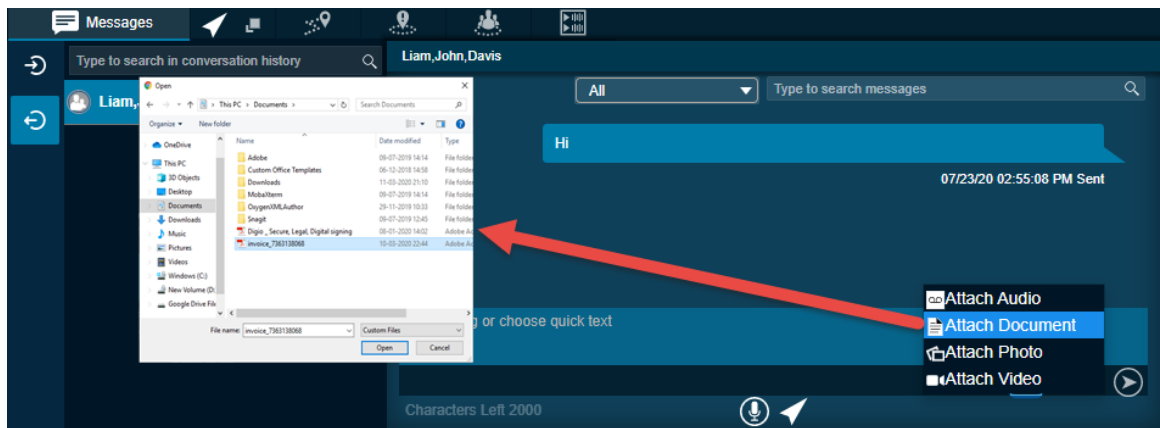 Messages
Type to search in conversation history
Liam,John,Davis
Liam,
All
Type to search messages
Hi
07/23/20 02:55:08 PM Sent
Open
This PC > Documents >
Search Documents
Organize
New folder
Name
Date modified
Type
OneDrive
This PC
3D Objects
Desktop
Documents
Downloads
Music
Pictures
Videos
Windows (C:)
New Volume (D:
Google Drive File
Adobe 09-07-2019 14:14 File folder
Custom Office Templates 06-12-2018 14:58 File folder
Downloads 11-03-2020 21:10 File folder
MobaXterm 09-07-2019 14:14 File folder
OxygenXMLAuthor 29-11-2019 10:33 File folder
Snagit 09-07-2019 12:45 File folder
Digio _ Secure, Legal, Digital signing 08-01-2020 14:02 Adobe Ac
invoice_7363138068 10-03-2020 22:44 Adobe Ac
File name: invoice_7363138068
Custom Files
Open
Cancel
g or choose quick text
Attach Audio
Attach Document
Attach Photo
Attach Video
Characters Left 2000